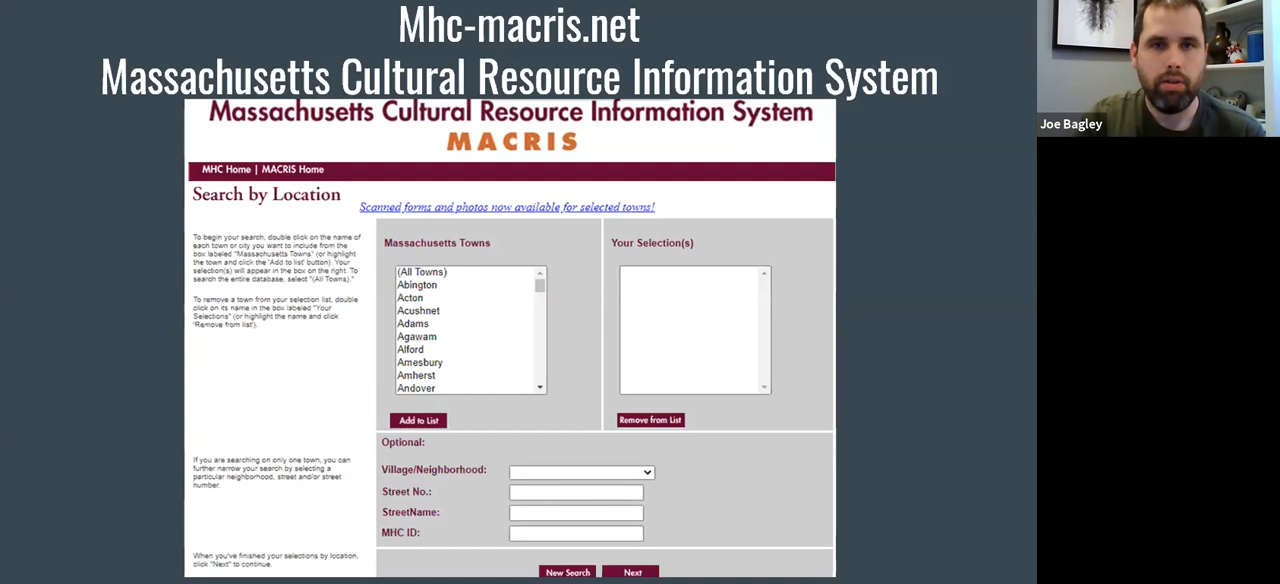 Mhc-macris.net
Massachusetts Cultural Resource Information System
Massachusetts Cultural Resource Information System
MACRIS
MHC Home | MACRIS Home
Search by Location
Scanned forms and photos now available for selected towns!
To begin your search, double click on the name of
each town or city you want to include from the
box labeled "Massachusetts Towns" (or highlight
the town and click the 'Add to list' button). Your
selection(s) will appear in the box on the right. To
search the entire database, select "(All Towns)."
To remove a town from your selection list, double
click on its name in the box labeled "Your
Selections" (or highlight the name and click
'Remove from list').
Massachusetts Towns
(All Towns)
Abington
Acton
Acushnet
Adams
Agawam
Alford
Amesbury
Amherst
Andover
Add to List
Your Selection(s)
Remove from List
If you are searching on only one town, you can
further narrow your search by selecting a
particular neighborhood, street and/or street
number.
Optional:
Village/Neighborhood:
Street No.:
StreetName:
MHC ID:
When you've finished your selections by location,
click "Next" to continue.
New Search
Next
Joe Bagley